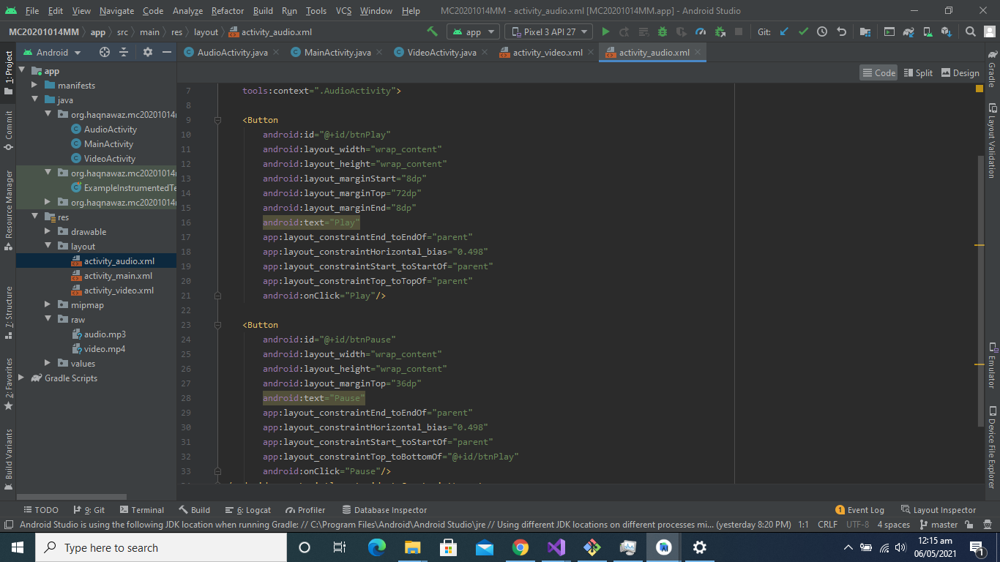 File Edit View Navigate Code Analyze Refactor Build Run Tools VCS Window Help MC20201014MM - activity_audio.xml [MC20201014MM.app] - Android Studio
MC20201014MM app src main res layout activity_audio.xml app Pixel 3 API 27 Git:
Android AudioActivity.java MainActivity.java VideoActivity.java activity_video.xml activity_audio.xml
Code Split Design
1: Project
Commit
Resource Manager
7: Structure
2: Favorites
Build Variants
app
manifests
java
org.haqnawaz.mc20201014
AudioActivity
MainActivity
VideoActivity
org.haqnawaz.mc20201014
ExampleInstrumentedTe
org.haqnawaz.mc20201014
res
drawable
layout
activity_audio.xml
activity_main.xml
activity_video.xml
mipmap
raw
audio.mp3
video.mp4
values
Gradle Scripts
7 tools:context=".AudioActivity">
8
9 <Button
10 android:id="@+id/btnPlay"
11 android:layout_width="wrap_content"
12 android:layout_height="wrap_content"
13 android:layout_marginStart="8dp"
14 android:layout_marginTop="72dp"
15 android:layout_marginEnd="8dp"
16 android:text="Play"
17 app:layout_constraintEnd_toEndOf="parent"
18 app:layout_constraintHorizontal_bias="0.498"
19 app:layout_constraintStart_toStartOf="parent"
20 app:layout_constraintTop_toTopOf="parent"
21 android:onClick="Play"/>
22
23 <Button
24 android:id="@+id/btnPause"
25 android:layout_width="wrap_content"
26 android:layout_height="wrap_content"
27 android:layout_marginTop="36dp"
28 android:text="Pause"
29 app:layout_constraintEnd_toEndOf="parent"
30 app:layout_constraintHorizontal_bias="0.498"
31 app:layout_constraintStart_toStartOf="parent"
32 app:layout_constraintTop_toBottomOf="@+id/btnPlay"
33 android:onClick="Pause"/>
Gradle
Layout Validation
Emulator
Device File Explorer
TODO 9: Git Terminal Build 6: Logcat Profiler Database Inspector 1 Event Log Layout Inspector
Android Studio is using the following JDK location when running Gradle: // C:\Program Files\Android\Android Studio\jre // Using different JDK locations on different processes mi... (yesterday 8:20 PM) 1:1 CRLF UTF-8 4 spaces master
Type here to search
12:15 am
06/05/2021
1